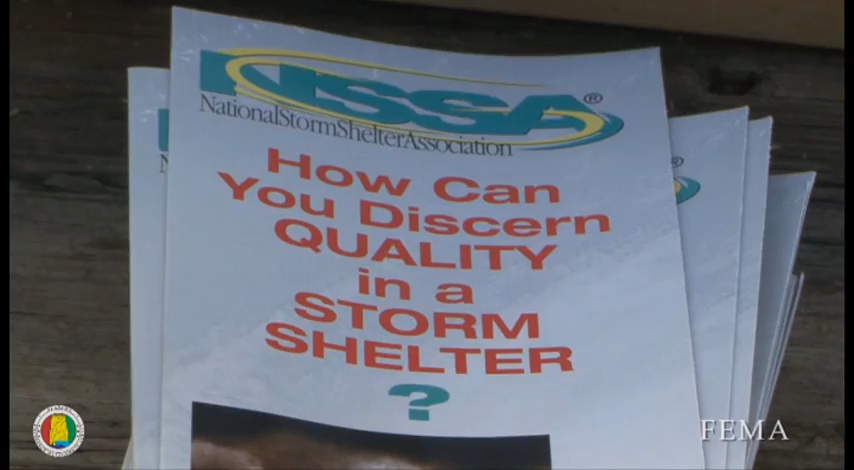 NSSA®
NationalStormShelterAssociation
How Can
You Discern
QUALITY
in a
STORM
SHELTER
?
FEMA